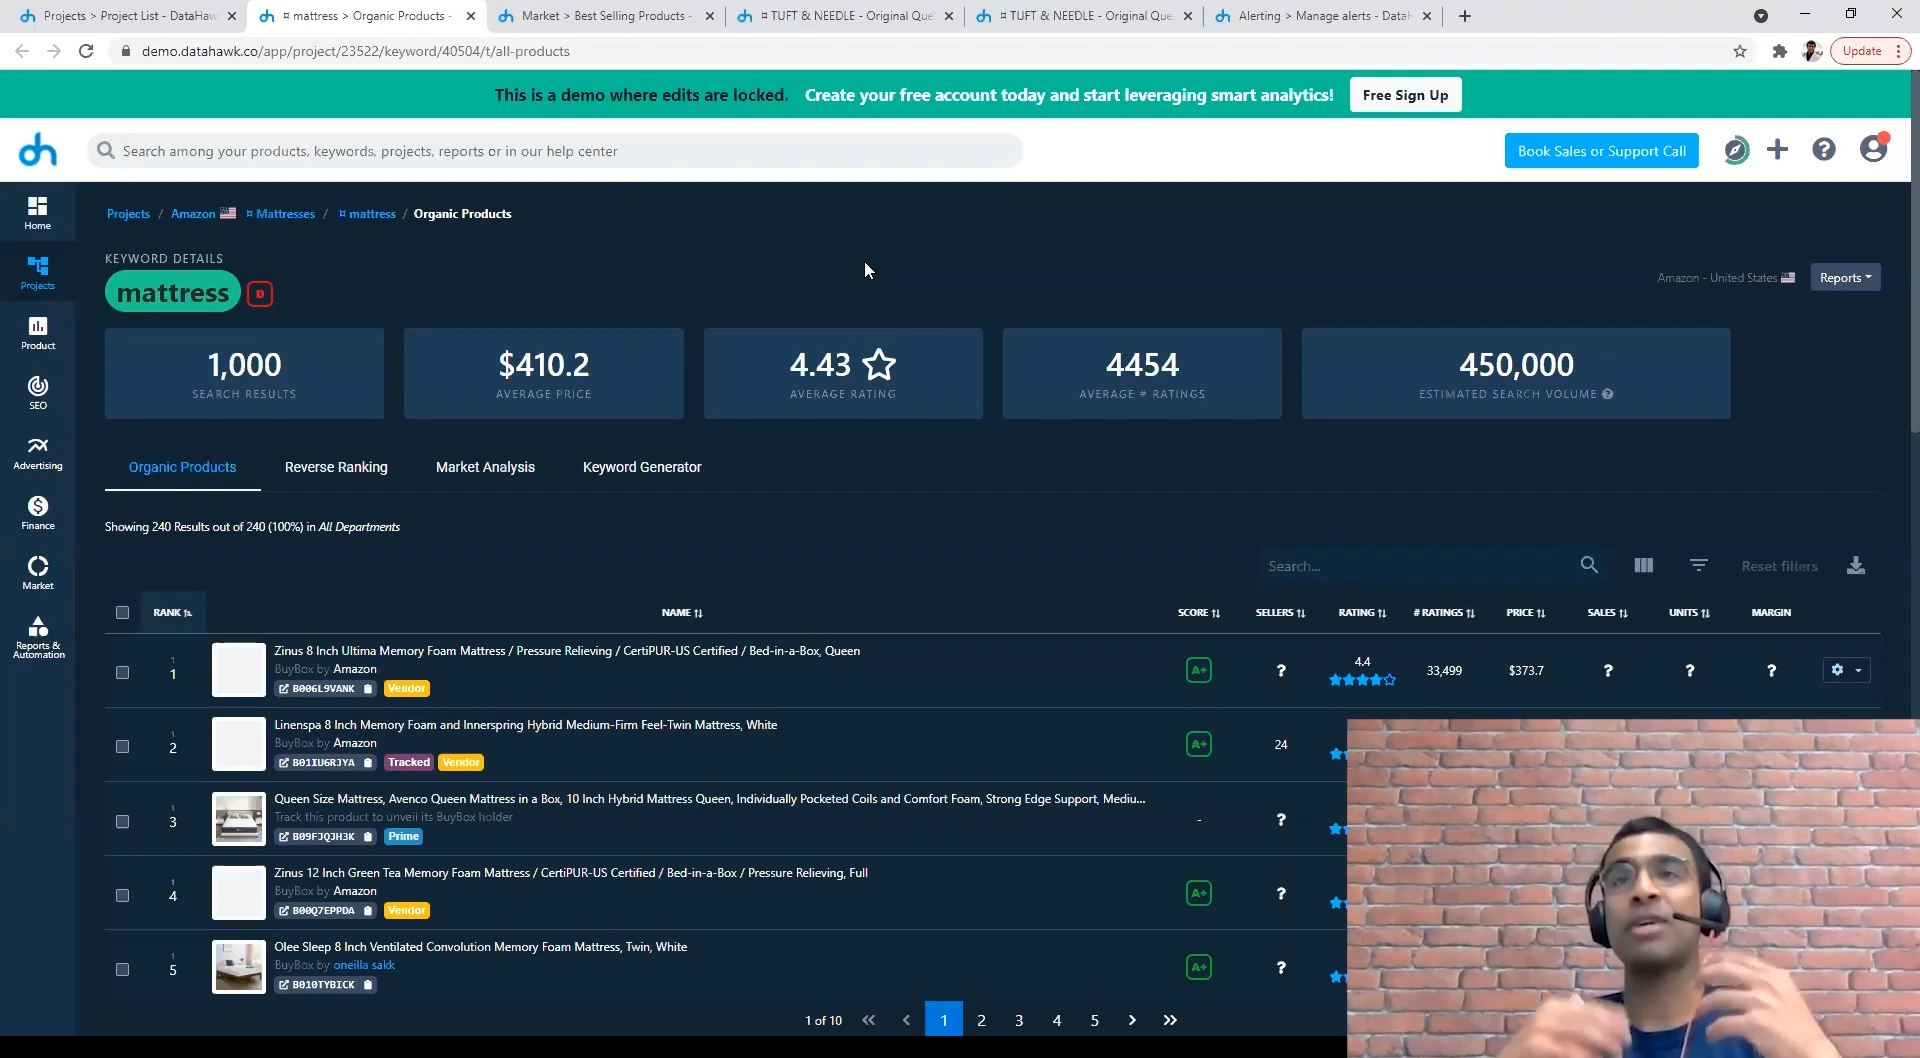 Projects > Project List - DataHaw
¤ mattress > Organic Products -
Market > Best Selling Products -
¤ TUFT & NEEDLE - Original Que
¤ TUFT & NEEDLE - Original Que
Alerting > Manage alerts - DataH
demo.datahawk.co/app/project/23522/keyword/40504/t/all-products
Update
This is a demo where edits are locked. Create your free account today and start leveraging smart analytics!
Free Sign Up
dh
Search among your products, keywords, projects, reports or in our help center
Book Sales or Support Call
Home
Projects
Product
SEO
Advertising
Finance
Market
Reports & Automation
Projects / Amazon ¤ Mattresses / ¤ mattress / Organic Products
KEYWORD DETAILS
mattress
Amazon - United States
Reports
1,000
SEARCH RESULTS
$410.2
AVERAGE PRICE
4.43
AVERAGE RATING
4454
AVERAGE # RATINGS
450,000
ESTIMATED SEARCH VOLUME
Organic Products
Reverse Ranking
Market Analysis
Keyword Generator
Showing 240 Results out of 240 (100%) in All Departments
Search...
Reset filters
RANK NAME SCORE SELLERS RATING # RATINGS PRICE SALES UNITS MARGIN
Zinus 8 Inch Ultima Memory Foam Mattress / Pressure Relieving / CertiPUR-US Certified / Bed-in-a-Box, Queen
BuyBox by Amazon
B006L9VANK Vendor
1
1
A+ ? 4.4 33,499 $373.7 ? ? ?
Linenspa 8 Inch Memory Foam and Innerspring Hybrid Medium-Firm Feel-Twin Mattress, White
BuyBox by Amazon
B01IU6RJYA Tracked Vendor
1
2
A+ 24
Queen Size Mattress, Avenco Queen Mattress in a Box, 10 Inch Hybrid Mattress Queen, Individually Pocketed Coils and Comfort Foam, Strong Edge Support, Mediu...
Track this product to unveil its BuyBox holder
B09FJQJH3K Prime
1
3
- ?
Zinus 12 Inch Green Tea Memory Foam Mattress / CertiPUR-US Certified / Bed-in-a-Box / Pressure Relieving, Full
BuyBox by Amazon
B00Q7EPPDA Vendor
1
4
A+ ?
Olee Sleep 8 Inch Ventilated Convolution Memory Foam Mattress, Twin, White
BuyBox by oneilla sakk
B010TYBICK
1
5
A+ ?
1 of 10 « ‹ 1 2 3 4 5 › »